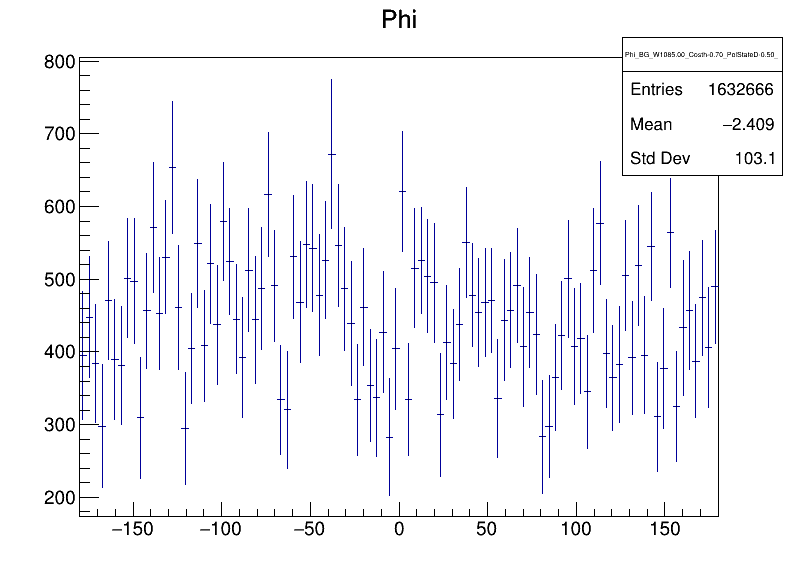 Phi
Phi_BG_W1085.00_Costh-0.70_PolStateD-0.50_
Entries 1632666
Mean −2.409
Std Dev 103.1
800
700
600
500
400
300
200
−150 −100 −50 0 50 100 150